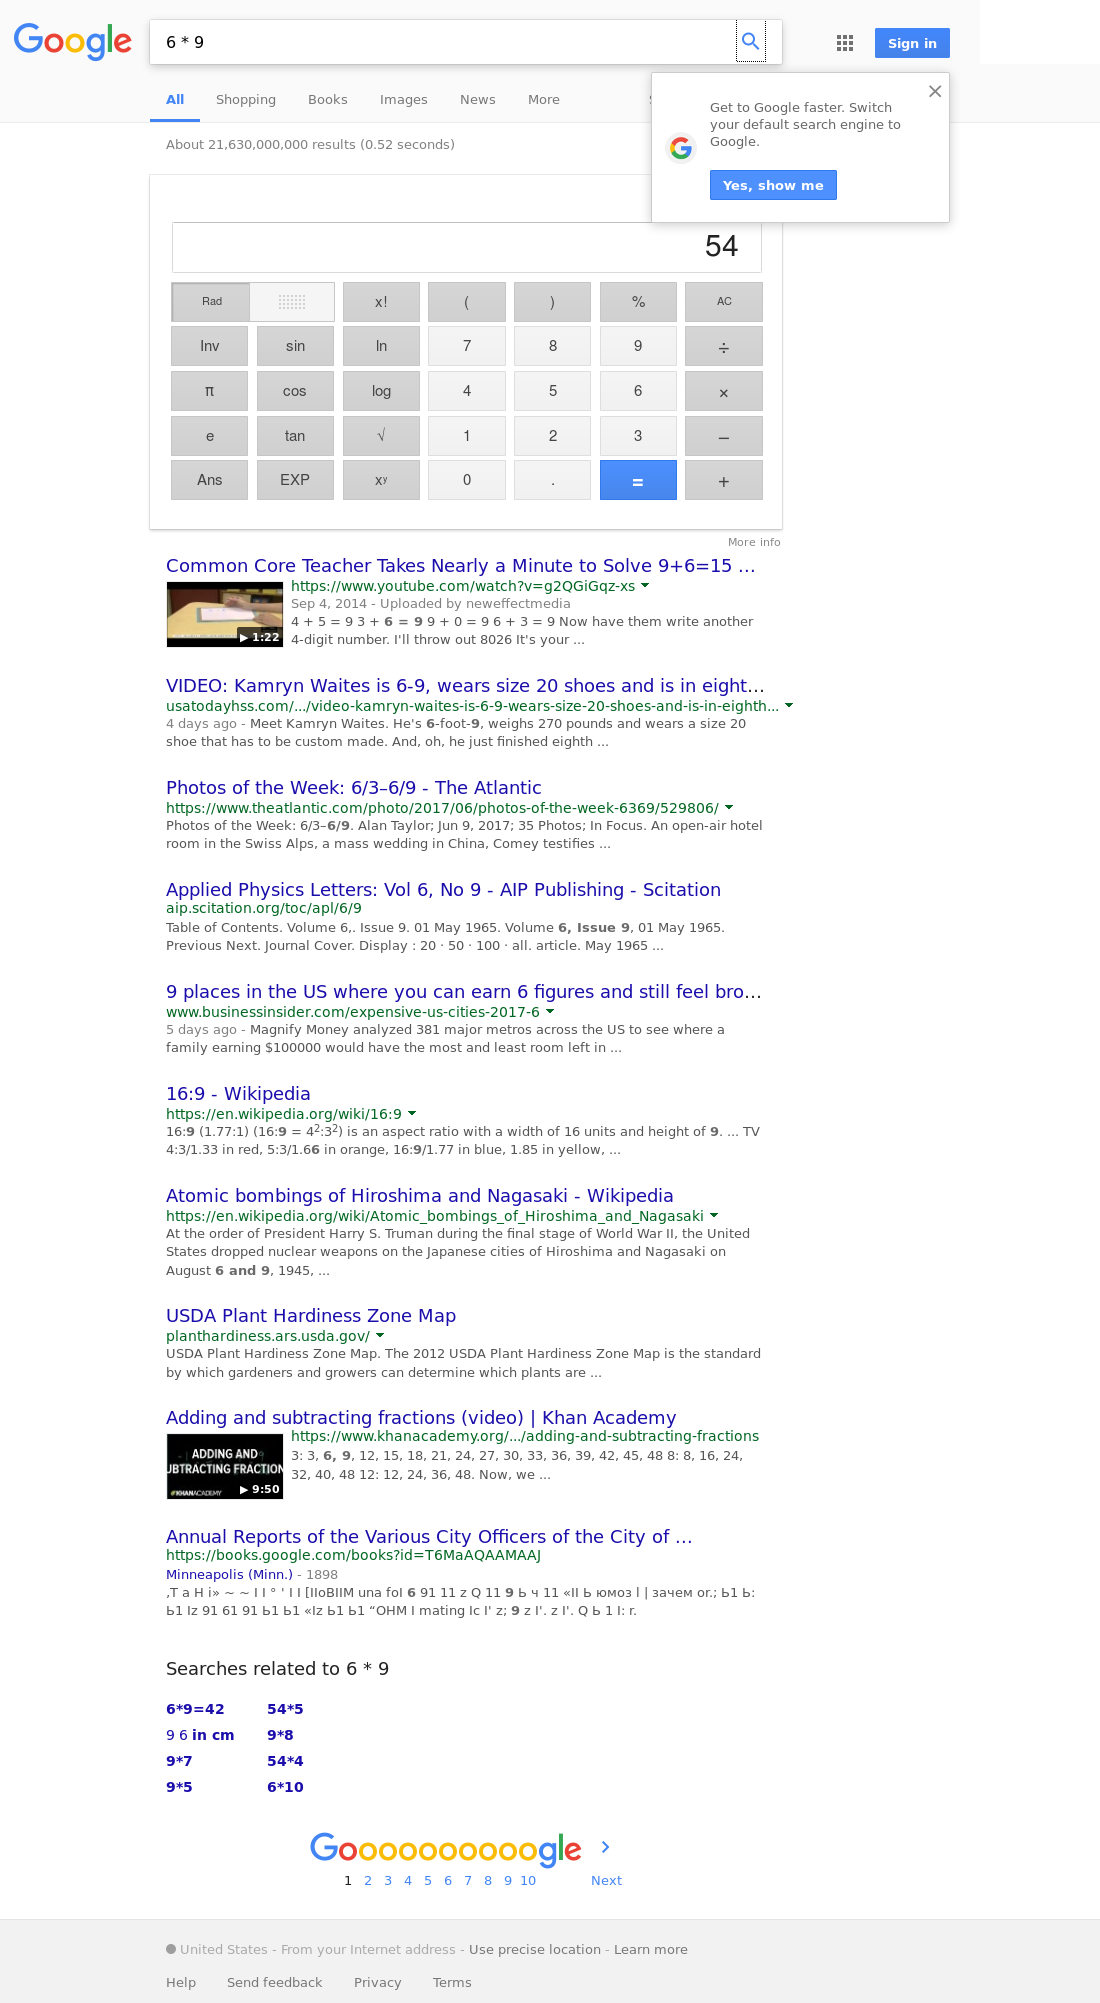 Google
6 * 9
Sign in
All Shopping Books Images News More
Get to Google faster. Switch
your default search engine to
Google.
Yes, show me
About 21,630,000,000 results (0.52 seconds)
54
Rad x! ( ) % AC
Inv sin ln 7 8 9 ÷
π cos log 4 5 6 ×
e tan √ 1 2 3 −
Ans EXP xʸ 0 . = +
More info
Common Core Teacher Takes Nearly a Minute to Solve 9+6=15 ...
https://www.youtube.com/watch?v=g2QGiGqz-xs
Sep 4, 2014 - Uploaded by neweffectmedia
4 + 5 = 9 3 + 6 = 9 9 + 0 = 9 6 + 3 = 9 Now have them write another
4-digit number. I'll throw out 8026 It's your ...
▶ 1:22
VIDEO: Kamryn Waites is 6-9, wears size 20 shoes and is in eight...
usatodayhss.com/.../video-kamryn-waites-is-6-9-wears-size-20-shoes-and-is-in-eighth...
4 days ago - Meet Kamryn Waites. He's 6-foot-9, weighs 270 pounds and wears a size 20
shoe that has to be custom made. And, oh, he just finished eighth ...
Photos of the Week: 6/3–6/9 - The Atlantic
https://www.theatlantic.com/photo/2017/06/photos-of-the-week-6369/529806/
Photos of the Week: 6/3–6/9. Alan Taylor; Jun 9, 2017; 35 Photos; In Focus. An open-air hotel
room in the Swiss Alps, a mass wedding in China, Comey testifies ...
Applied Physics Letters: Vol 6, No 9 - AIP Publishing - Scitation
aip.scitation.org/toc/apl/6/9
Table of Contents. Volume 6,. Issue 9. 01 May 1965. Volume 6, Issue 9, 01 May 1965.
Previous Next. Journal Cover. Display : 20 · 50 · 100 · all. article. May 1965 ...
9 places in the US where you can earn 6 figures and still feel bro...
www.businessinsider.com/expensive-us-cities-2017-6
5 days ago - Magnify Money analyzed 381 major metros across the US to see where a
family earning $100000 would have the most and least room left in ...
16:9 - Wikipedia
https://en.wikipedia.org/wiki/16:9
16:9 (1.77:1) (16:9 = 4²:3²) is an aspect ratio with a width of 16 units and height of 9. ... TV
4:3/1.33 in red, 5:3/1.66 in orange, 16:9/1.77 in blue, 1.85 in yellow, ...
Atomic bombings of Hiroshima and Nagasaki - Wikipedia
https://en.wikipedia.org/wiki/Atomic_bombings_of_Hiroshima_and_Nagasaki
At the order of President Harry S. Truman during the final stage of World War II, the United
States dropped nuclear weapons on the Japanese cities of Hiroshima and Nagasaki on
August 6 and 9, 1945, ...
USDA Plant Hardiness Zone Map
planthardiness.ars.usda.gov/
USDA Plant Hardiness Zone Map. The 2012 USDA Plant Hardiness Zone Map is the standard
by which gardeners and growers can determine which plants are ...
Adding and subtracting fractions (video) | Khan Academy
https://www.khanacademy.org/.../adding-and-subtracting-fractions
3: 3, 6, 9, 12, 15, 18, 21, 24, 27, 30, 33, 36, 39, 42, 45, 48 8: 8, 16, 24,
32, 40, 48 12: 12, 24, 36, 48. Now, we ...
ADDING AND
UBTRACTING FRACTION
KHANACADEMY ▶ 9:50
Annual Reports of the Various City Officers of the City of ...
https://books.google.com/books?id=T6MaAQAAMAAJ
Minneapolis (Minn.) - 1898
,T a H i» ~ ~ I I ° ' I I [IIoBIIM una foI 6 91 11 z Q 11 9 Ь ч 11 «II Ь юмоз l | зачем or.; Ь1 Ь:
Ь1 Iz 91 61 91 Ь1 Ь1 «Iz Ь1 Ь1 “OHM I mating Ic I' z; 9 z I'. z I'. Q Ь 1 I: r.
Searches related to 6 * 9
6*9=42 54*5
9 6 in cm 9*8
9*7 54*4
9*5 6*10
Goooooooooogle
1 2 3 4 5 6 7 8 9 10 Next
United States - From your Internet address - Use precise location - Learn more
Help Send feedback Privacy Terms